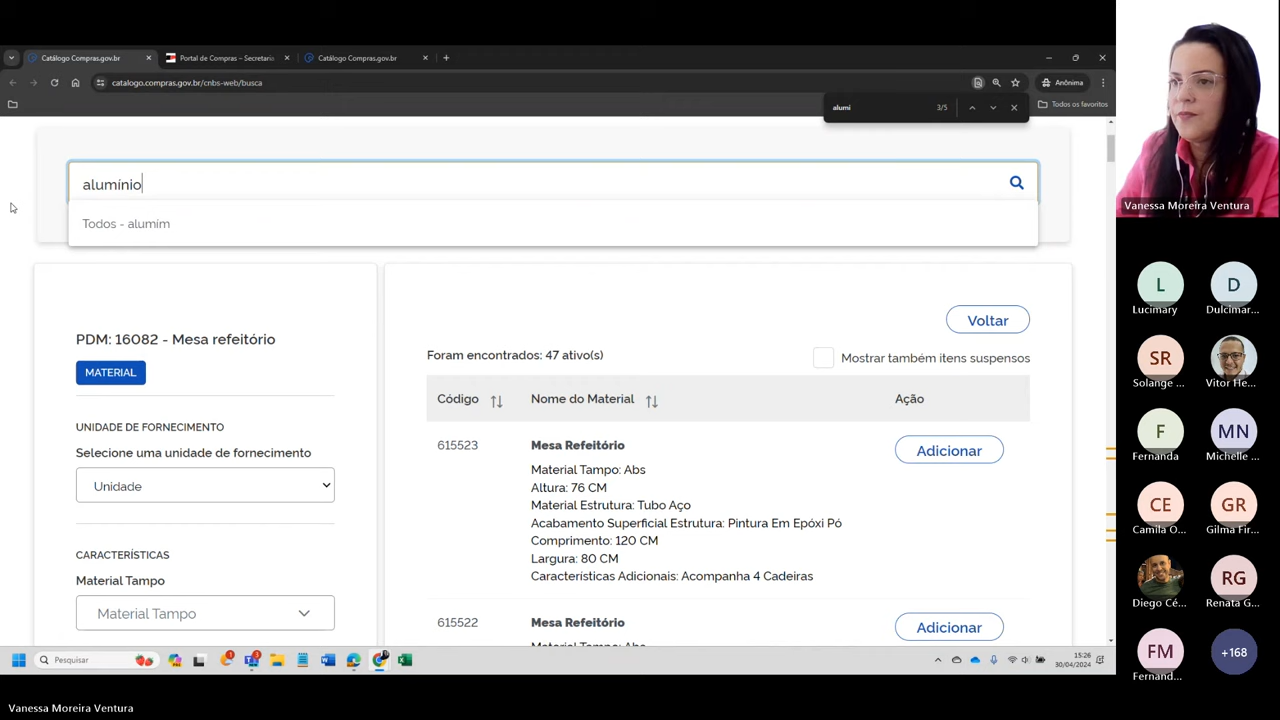 Catálogo Compras.gov.br
Portal de Compras – Secretaria
Catálogo Compras.gov.br
catalogo.compras.gov.br/cnbs-web/busca
Anônima
Todos os favoritos
alumi 3/5
alumínio
Todos - alumim
PDM: 16082 - Mesa refeitório
MATERIAL
UNIDADE DE FORNECIMENTO
Selecione uma unidade de fornecimento
Unidade
CARACTERÍSTICAS
Material Tampo
Material Tampo
Voltar
Foram encontrados: 47 ativo(s)
Mostrar também itens suspensos
Código Nome do Material Ação
615523 Mesa Refeitório Adicionar
Material Tampo: Abs
Altura: 76 CM
Material Estrutura: Tubo Aço
Acabamento Superficial Estrutura: Pintura Em Epóxi Pó
Comprimento: 120 CM
Largura: 80 CM
Características Adicionais: Acompanha 4 Cadeiras
615522 Mesa Refeitório Adicionar
Pesquisar
15:26
30/04/2024
Vanessa Moreira Ventura
L
Lucimary
D
Dulcimar...
SR
Solange ...
Vitor He...
F
Fernanda
MN
Michelle ...
CE
Camila O...
GR
Gilma Fir...
Diego Cé...
RG
Renata G...
FM
Fernand...
+168
Vanessa Moreira Ventura